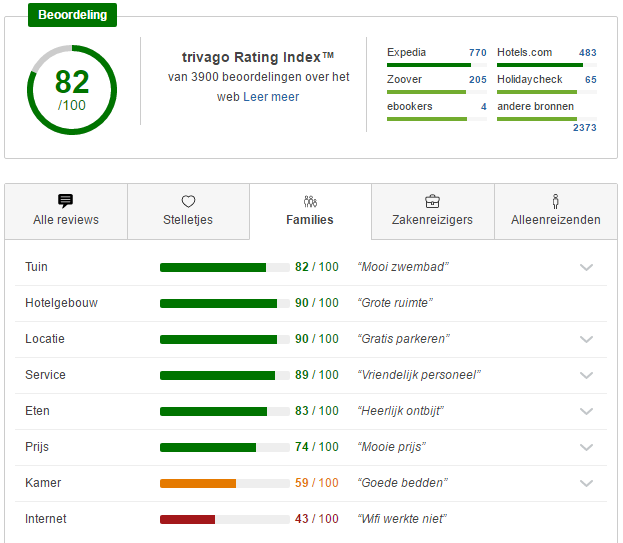 Beoordeling
82
/100
trivago Rating Index™
van 3900 beoordelingen over het
web Leer meer
Expedia 770
Hotels.com 483
Zoover 205
Holidaycheck 65
ebookers 4
andere bronnen
2373
Alle reviews
Stelletjes
Families
Zakenreizigers
Alleenreizenden
Tuin 82 / 100 “Mooi zwembad”
Hotelgebouw 90 / 100 “Grote ruimte”
Locatie 90 / 100 “Gratis parkeren”
Service 89 / 100 “Vriendelijk personeel”
Eten 83 / 100 “Heerlijk ontbijt”
Prijs 74 / 100 “Mooie prijs”
Kamer 59 / 100 “Goede bedden”
Internet 43 / 100 “Wifi werkte niet”